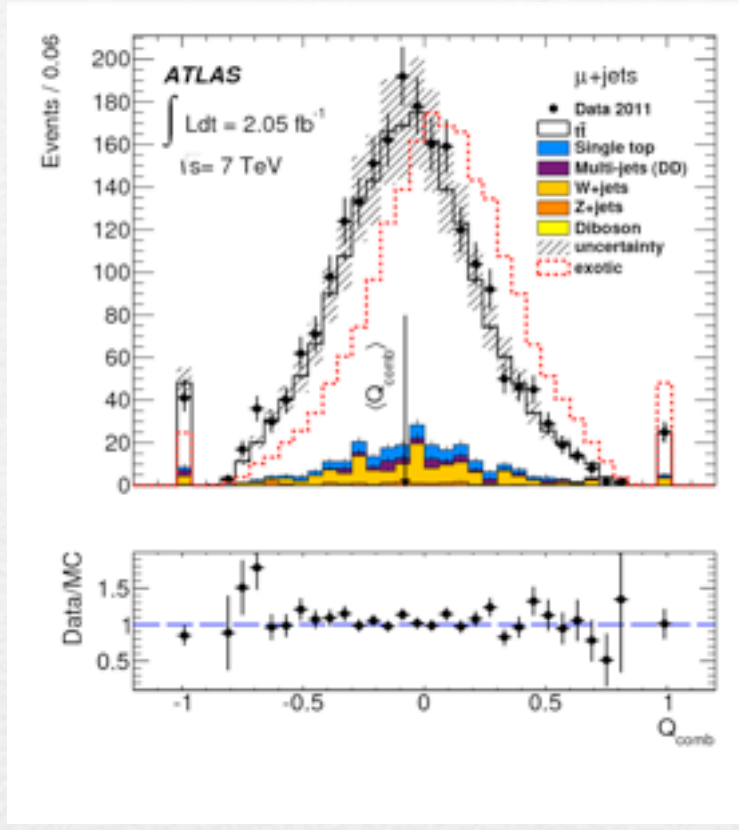 Events / 0.06
200
180
160
140
120
100
80
60
40
20
0
ATLAS
∫ Ldt = 2.05 fb⁻¹
√s= 7 TeV
μ+jets
Data 2011
tt̄
Single top
Multi-jets (DD)
W+jets
Z+jets
Diboson
uncertainty
exotic
⟨Q_comb⟩
Data/MC
1.5
1
0.5
-1 -0.5 0 0.5 1
Q_comb